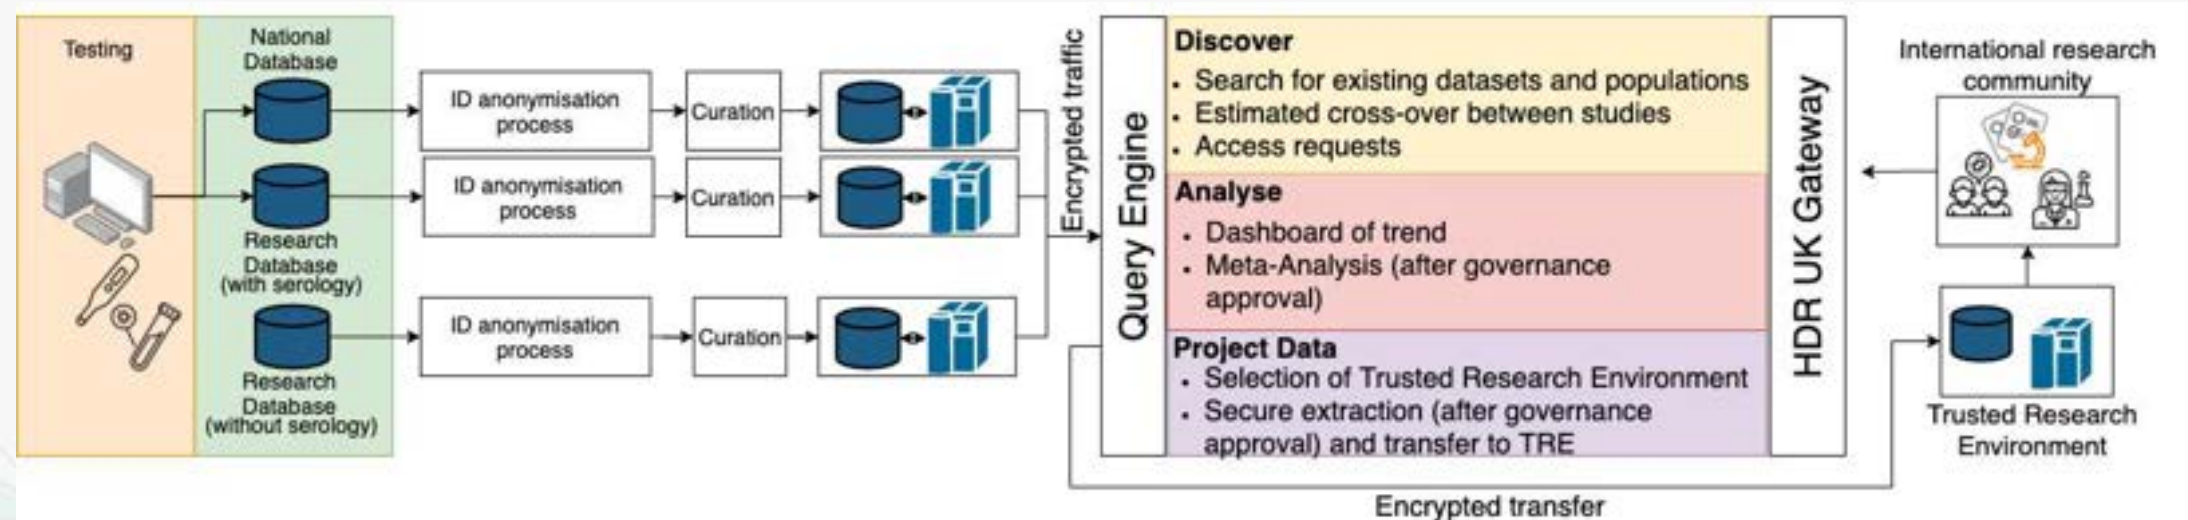 Testing
National
Database
Research
Database
(with serology)
Research
Database
(without serology)
ID anonymisation
process
Curation
ID anonymisation
process
Curation
ID anonymisation
process
Curation
Encrypted traffic
Query Engine
Discover
• Search for existing datasets and populations
• Estimated cross-over between studies
• Access requests
Analyse
• Dashboard of trend
• Meta-Analysis (after governance
approval)
Project Data
• Selection of Trusted Research Environment
• Secure extraction (after governance
approval) and transfer to TRE
HDR UK Gateway
International research
community
Trusted Research
Environment
Encrypted transfer